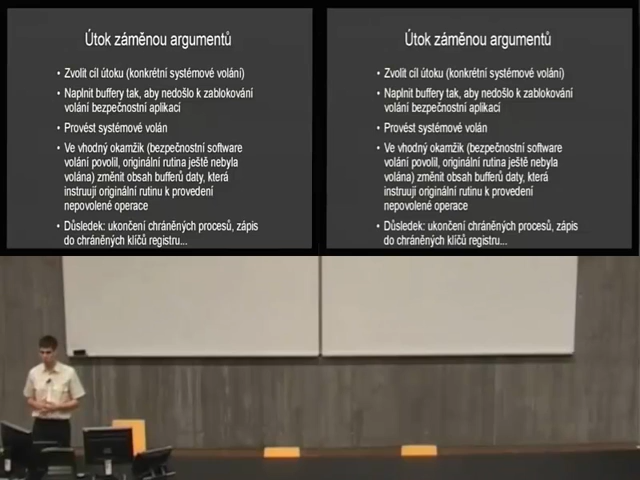 Útok záměnou argumentů
• Zvolit cíl útoku (konkrétní systémové volání)
• Naplnit buffery tak, aby nedošlo k zablokování
volání bezpečnostní aplikací
• Provést systémové volán
• Ve vhodný okamžik (bezpečnostní software
volání povolil, originální rutina ještě nebyla
volána) změnit obsah bufferů daty, která
instruují originální rutinu k provedení
nepovolené operace
• Důsledek: ukončení chráněných procesů, zápis
do chráněných klíčů registru...
Útok záměnou argumentů
• Zvolit cíl útoku (konkrétní systémové volání)
• Naplnit buffery tak, aby nedošlo k zablokování
volání bezpečnostní aplikací
• Provést systémové volán
• Ve vhodný okamžik (bezpečnostní software
volání povolil, originální rutina ještě nebyla
volána) změnit obsah bufferů daty, která
instruují originální rutinu k provedení
nepovolené operace
• Důsledek: ukončení chráněných procesů, zápis
do chráněných klíčů registru...